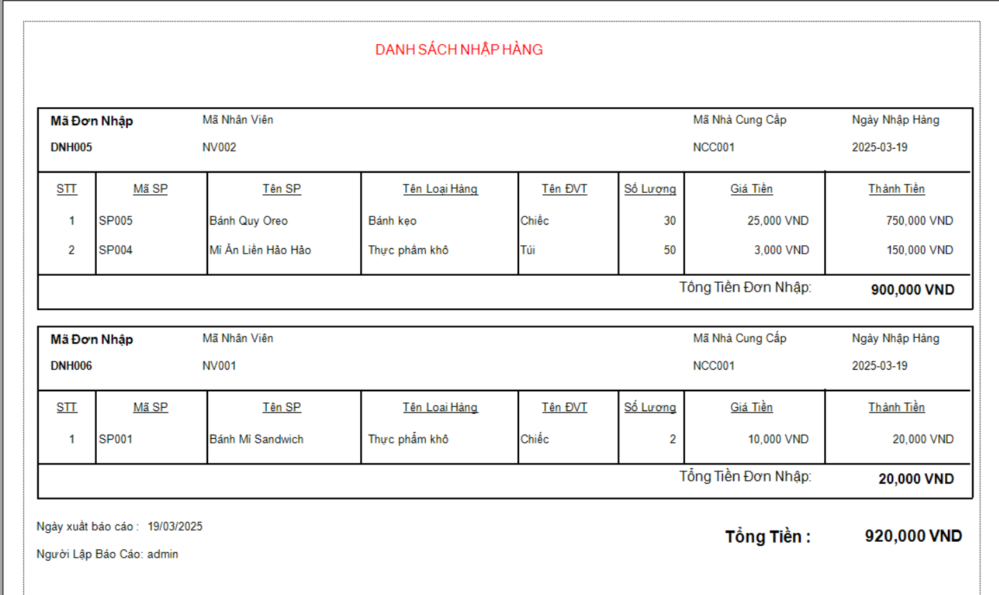 DANH SÁCH NHẬP HÀNG
Mã Đơn Nhập Mã Nhân Viên Mã Nhà Cung Cấp Ngày Nhập Hàng
DNH005 NV002 NCC001 2025-03-19
STT Mã SP Tên SP Tên Loại Hàng Tên ĐVT Số Lượng Giá Tiền Thành Tiền
1 SP005 Bánh Quy Oreo Bánh kẹo Chiếc 30 25,000 VND 750,000 VND
2 SP004 Mì Ăn Liền Hảo Hảo Thực phẩm khô Túi 50 3,000 VND 150,000 VND
Tổng Tiền Đơn Nhập: 900,000 VND
Mã Đơn Nhập Mã Nhân Viên Mã Nhà Cung Cấp Ngày Nhập Hàng
DNH006 NV001 NCC001 2025-03-19
STT Mã SP Tên SP Tên Loại Hàng Tên ĐVT Số Lượng Giá Tiền Thành Tiền
1 SP001 Bánh Mì Sandwich Thực phẩm khô Chiếc 2 10,000 VND 20,000 VND
Tổng Tiền Đơn Nhập: 20,000 VND
Ngày xuất báo cáo : 19/03/2025
Tổng Tiền : 920,000 VND
Người Lập Báo Cáo: admin